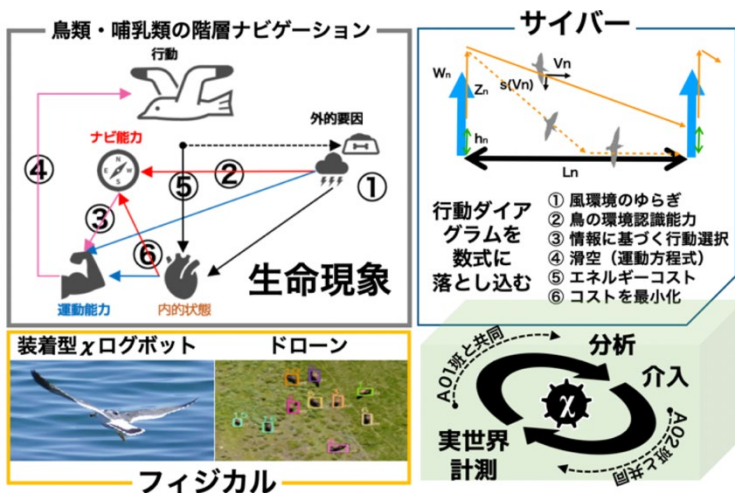 鳥類・哺乳類の階層ナビゲーション
行動
ナビ能力
外的要因
N
E
W
S
④
⑤
②
①
③
⑥
生命現象
運動能力
内的状態
サイバー
Wn
Zn
Vn
s(Vn)
hn
Ln
行動ダイア
グラムを
数式に
落とし込む
① 風環境のゆらぎ
② 鳥の環境認識能力
③ 情報に基づく行動選択
④ 滑空（運動方程式）
⑤ エネルギーコスト
⑥ コストを最小化
装着型χログボット
ドローン
フィジカル
A01班と共同
分析
介入
χ
実世界
計測
A02班と共同